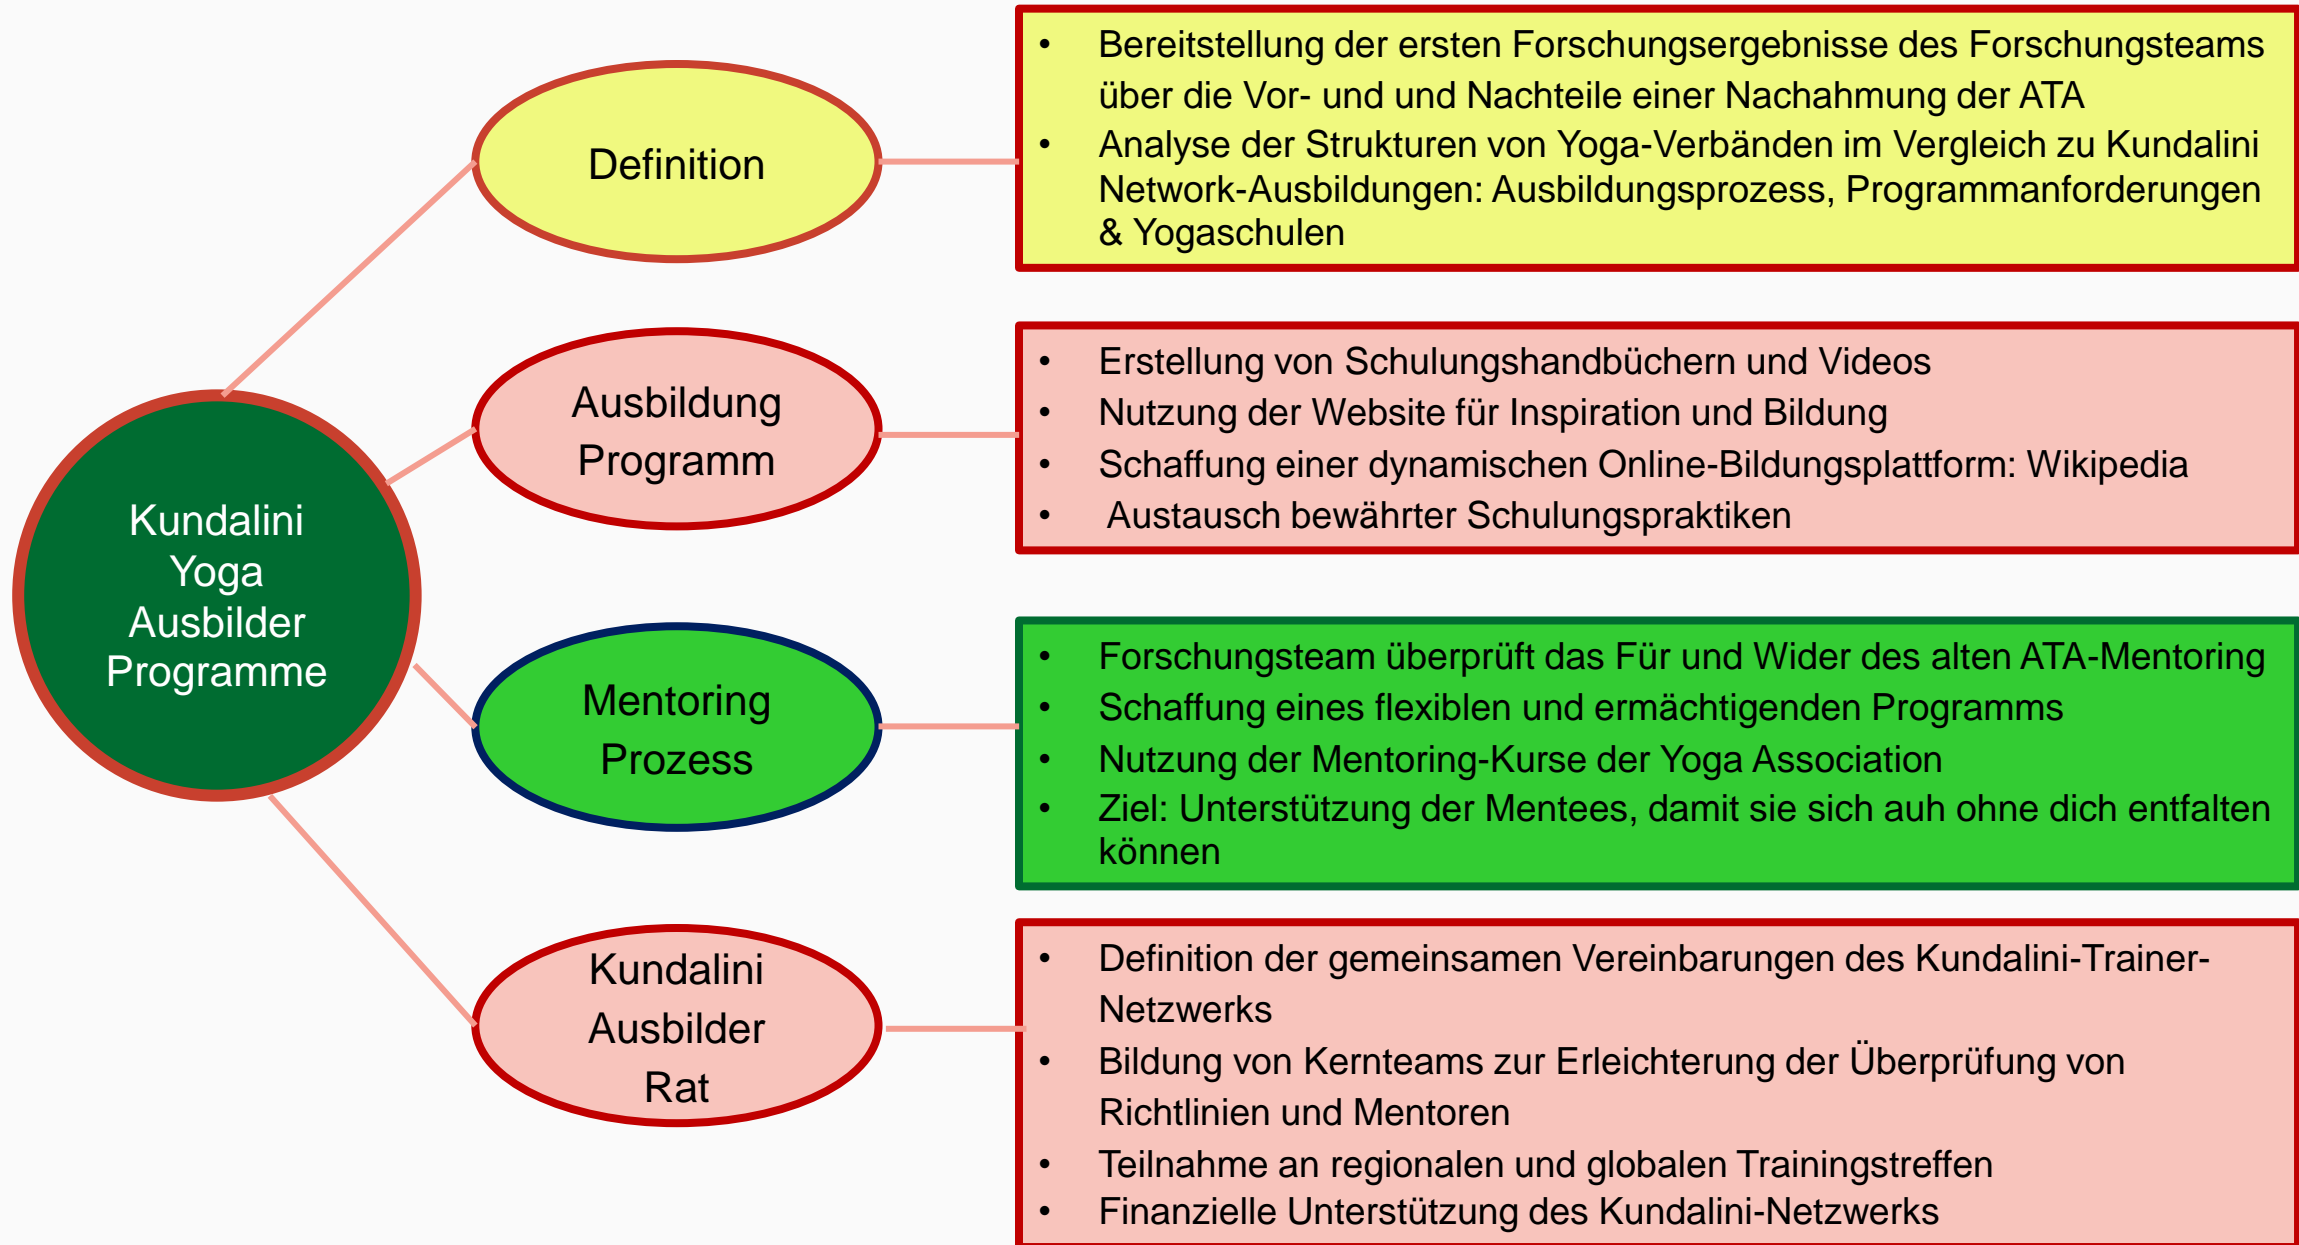 Kundalini
Yoga
Ausbilder
Programme
Definition
• Bereitstellung der ersten Forschungsergebnisse des Forschungsteams
über die Vor- und und Nachteile einer Nachahmung der ATA
• Analyse der Strukturen von Yoga-Verbänden im Vergleich zu Kundalini
Network-Ausbildungen: Ausbildungsprozess, Programmanforderungen
& Yogaschulen
Ausbildung
Programm
• Erstellung von Schulungshandbüchern und Videos
• Nutzung der Website für Inspiration und Bildung
• Schaffung einer dynamischen Online-Bildungsplattform: Wikipedia
• Austausch bewährter Schulungspraktiken
Mentoring
Prozess
• Forschungsteam überprüft das Für und Wider des alten ATA-Mentoring
• Schaffung eines flexiblen und ermächtigenden Programms
• Nutzung der Mentoring-Kurse der Yoga Association
• Ziel: Unterstützung der Mentees, damit sie sich auh ohne dich entfalten
können
Kundalini
Ausbilder
Rat
• Definition der gemeinsamen Vereinbarungen des Kundalini-Trainer-
Netzwerks
• Bildung von Kernteams zur Erleichterung der Überprüfung von
Richtlinien und Mentoren
• Teilnahme an regionalen und globalen Trainingstreffen
• Finanzielle Unterstützung des Kundalini-Netzwerks